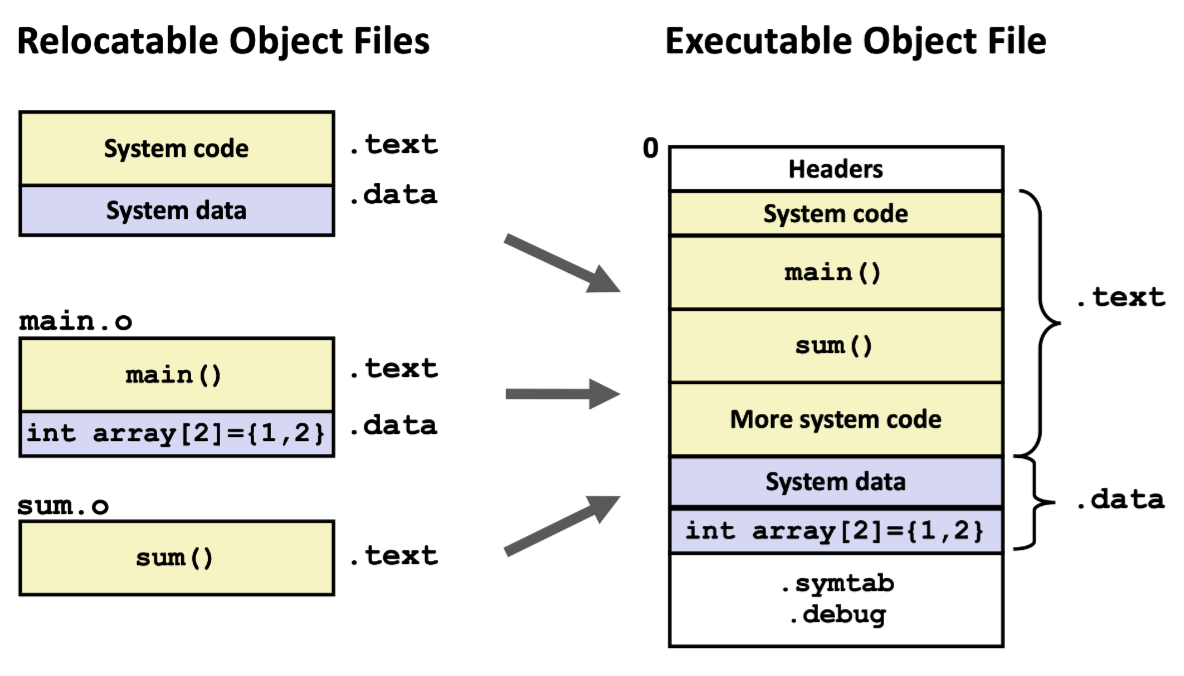 Relocatable Object Files
System code
.text
System data
.data
main.o
main()
.text
int array[2]={1,2}
.data
sum.o
sum()
.text
Executable Object File
0
Headers
System code
main()
sum()
More system code
.text
System data
int array[2]={1,2}
.data
.symtab
.debug